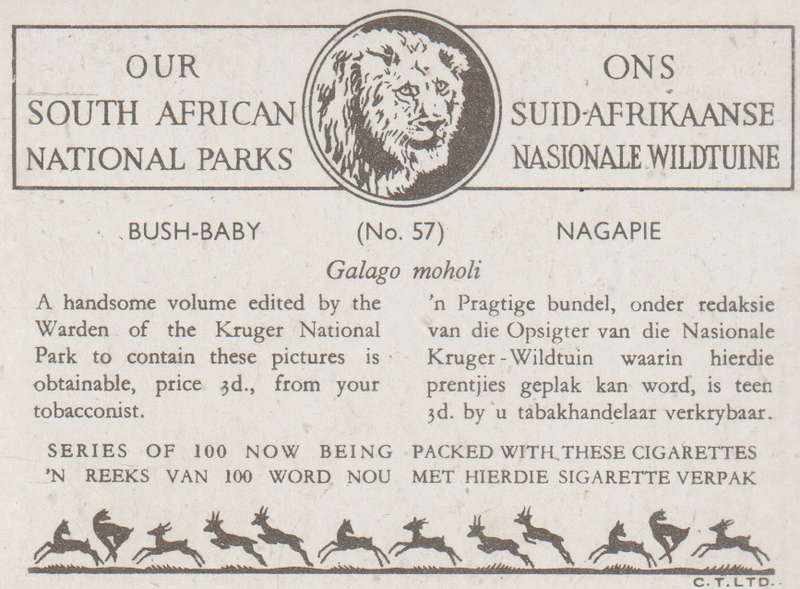 OUR
SOUTH AFRICAN
NATIONAL PARKS
ONS
SUID-AFRIKAANSE
NASIONALE WILDTUINE
BUSH-BABY (No. 57) NAGAPIE
Galago moholi
A handsome volume edited by the
Warden of the Kruger National
Park to contain these pictures is
obtainable, price 3d., from your
tobacconist.
'n Pragtige bundel, onder redaksie
van die Opsigter van die Nasionale
Kruger-Wildtuin waarin hierdie
prentjies geplak kan word, is teen
3d. by u tabakhandelaar verkrybaar.
SERIES OF 100 NOW BEING PACKED WITH THESE CIGARETTES
'N REEKS VAN 100 WORD NOU MET HIERDIE SIGARETTE VERPAK
C.T.LTD.